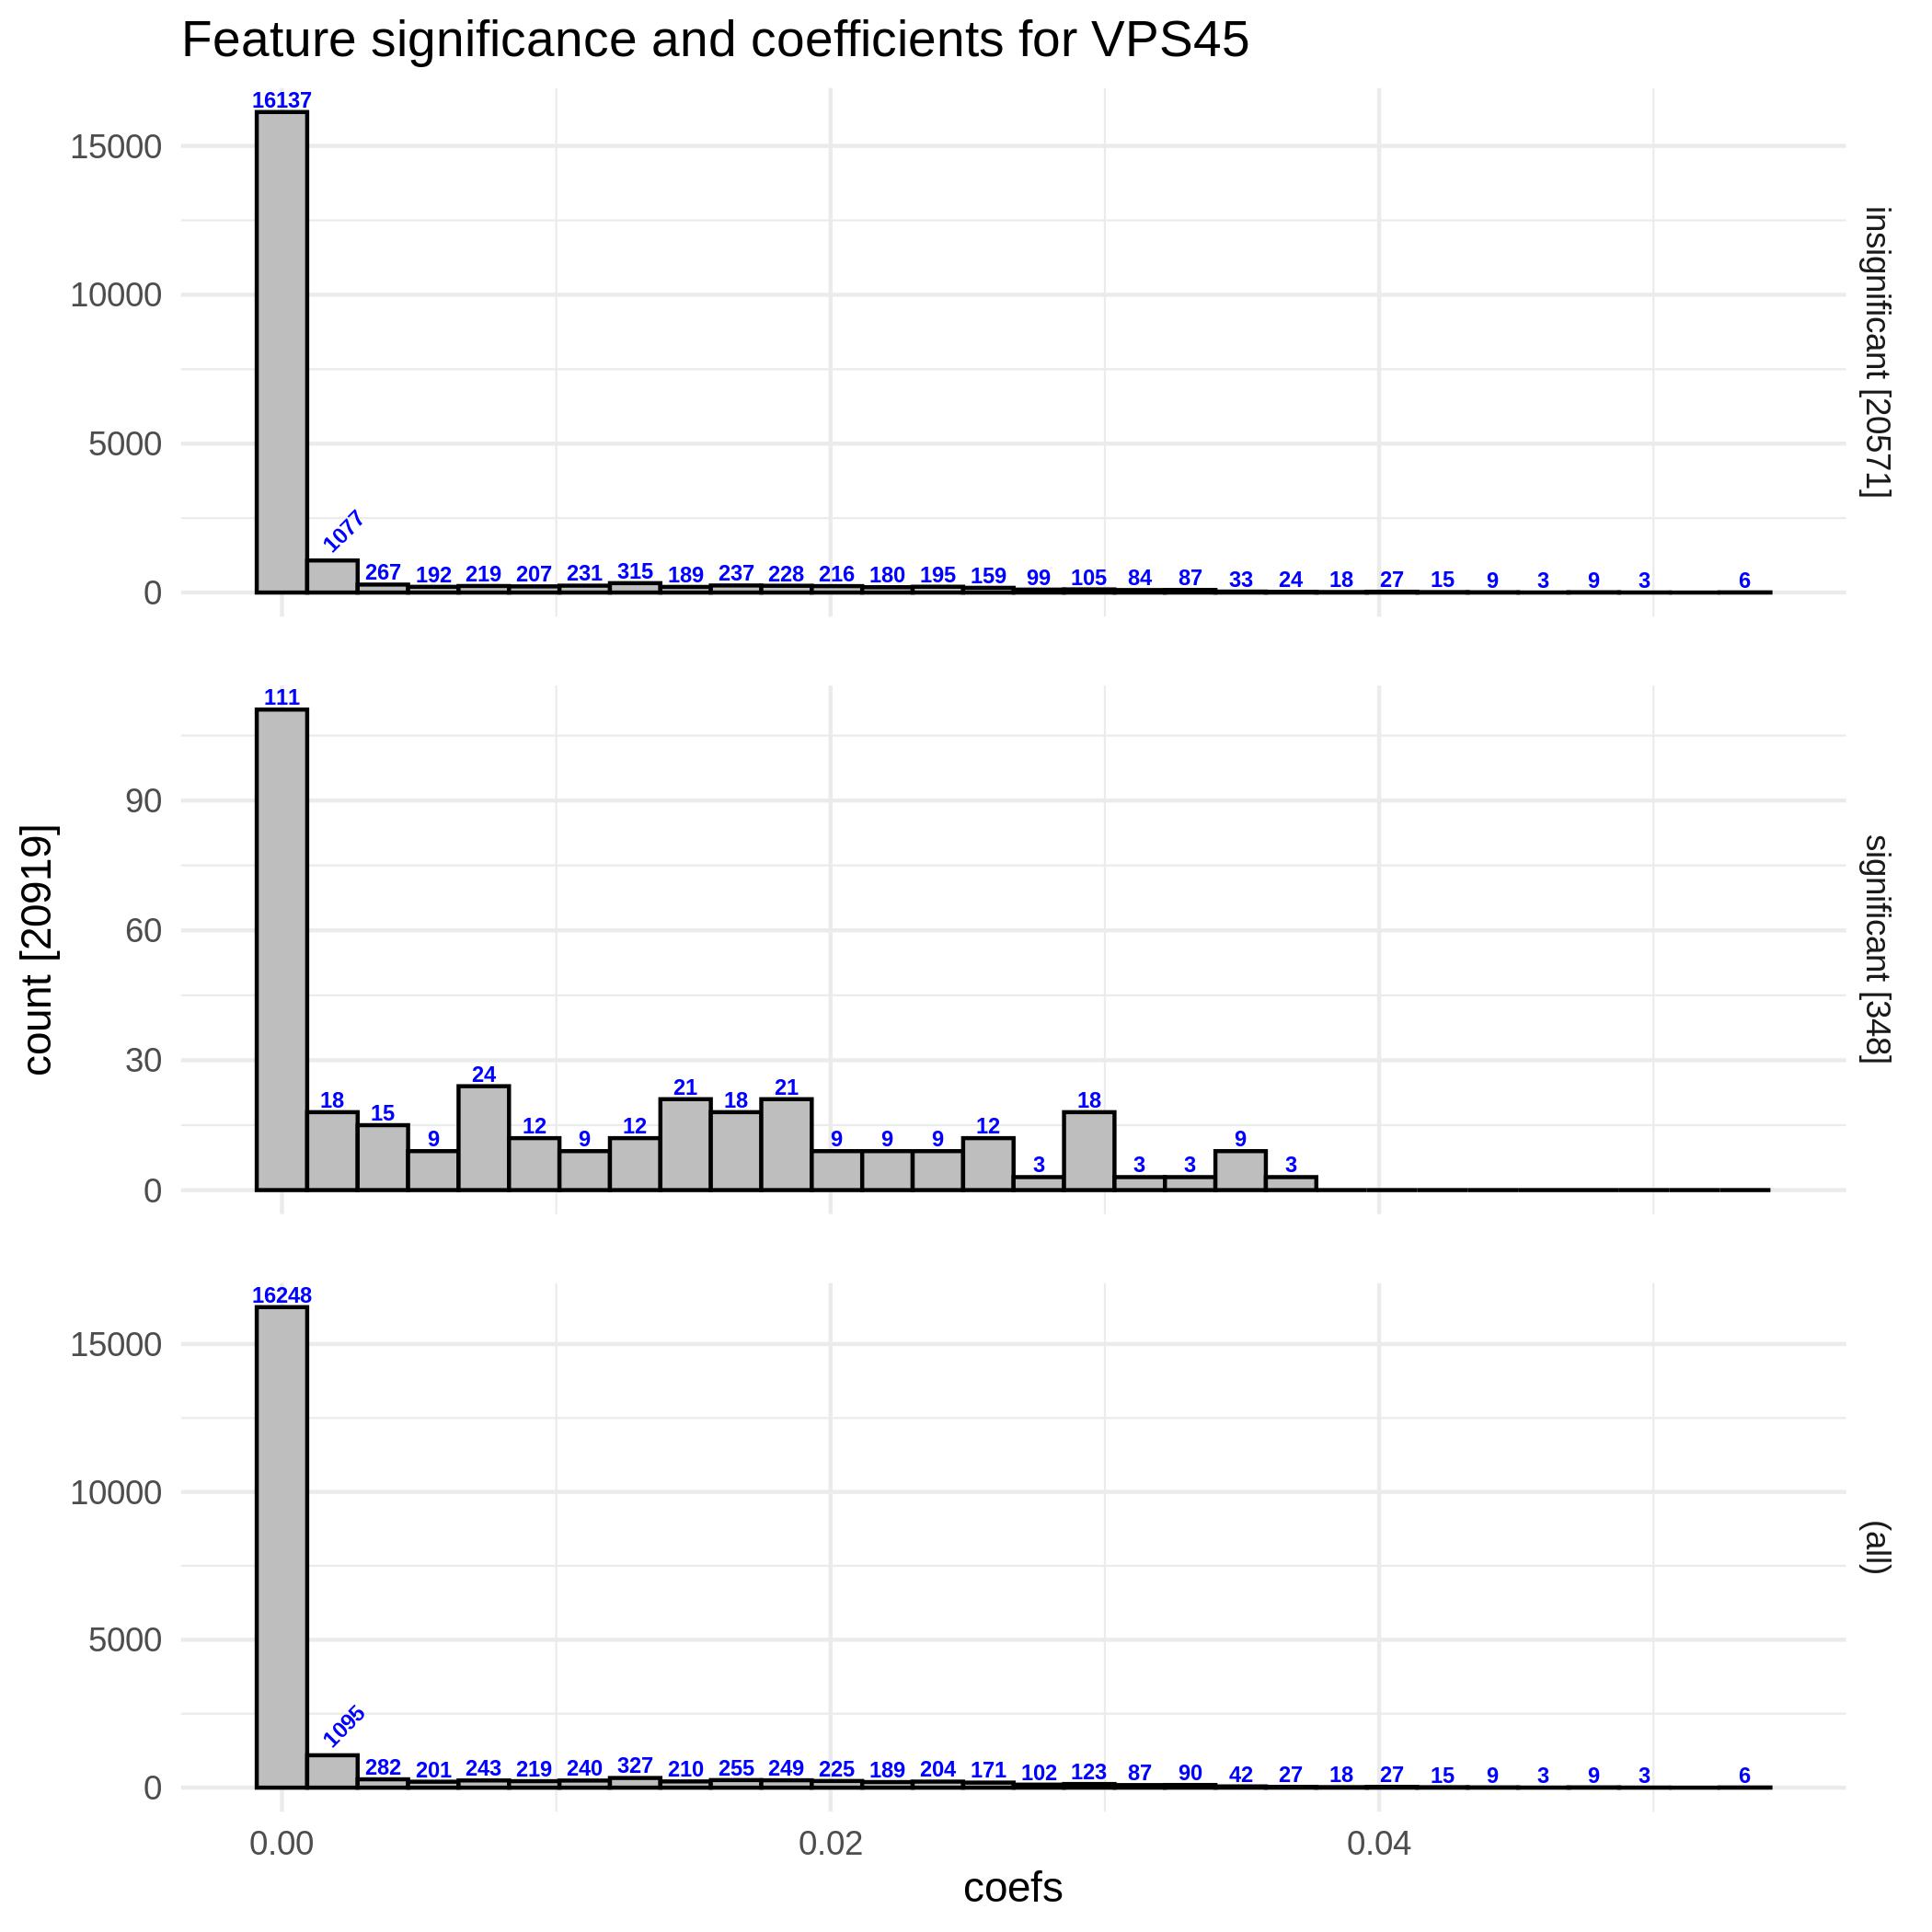 Feature significance and coefficients for VPS45
16137
15000
10000
5000
0
1077
267 192 219 207 231 315 189 237 228 216 180 195 159 99 105 84 87 33 24 18 27 15 9 3 9 3 6
insignificant [20571]
count [20919]
111
90
60
30
0
18 15 9 24 12 9 12 21 18 21 9 9 9 12 3 18 3 3 9 3
significant [348]
16248
15000
10000
5000
0
1095
282 201 243 219 240 327 210 255 249 225 189 204 171 102 123 87 90 42 27 18 27 15 9 3 9 3 6
(all)
0.00 0.02 0.04
coefs